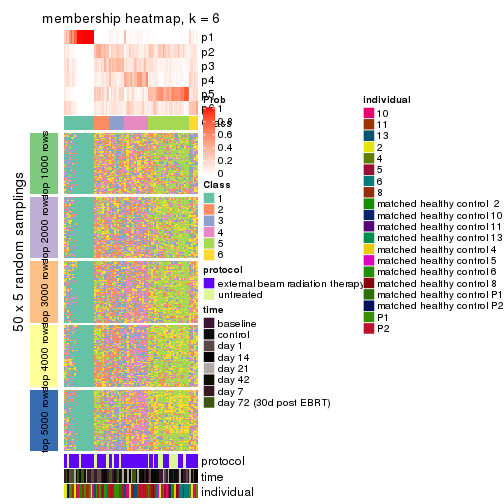 membership heatmap, k = 6
p1
p2
p3
p4
p5
Prob
1
0.8
0.6
0.4
0.2
0
Class
1
2
3
4
5
6
protocol
external beam radiation therapy
untreated
time
baseline
control
day 1
day 14
day 21
day 42
day 7
day 72 (30d post EBRT)
individual
10
11
13
2
4
5
6
8
matched healthy control 2
matched healthy control 10
matched healthy control 11
matched healthy control 13
matched healthy control 4
matched healthy control 5
matched healthy control 6
matched healthy control 8
matched healthy control P1
matched healthy control P2
P1
P2
50 x 5 random samplings
top 1000 rows
top 2000 rows
top 3000 rows
top 4000 rows
top 5000 rows
protocol
time
individual